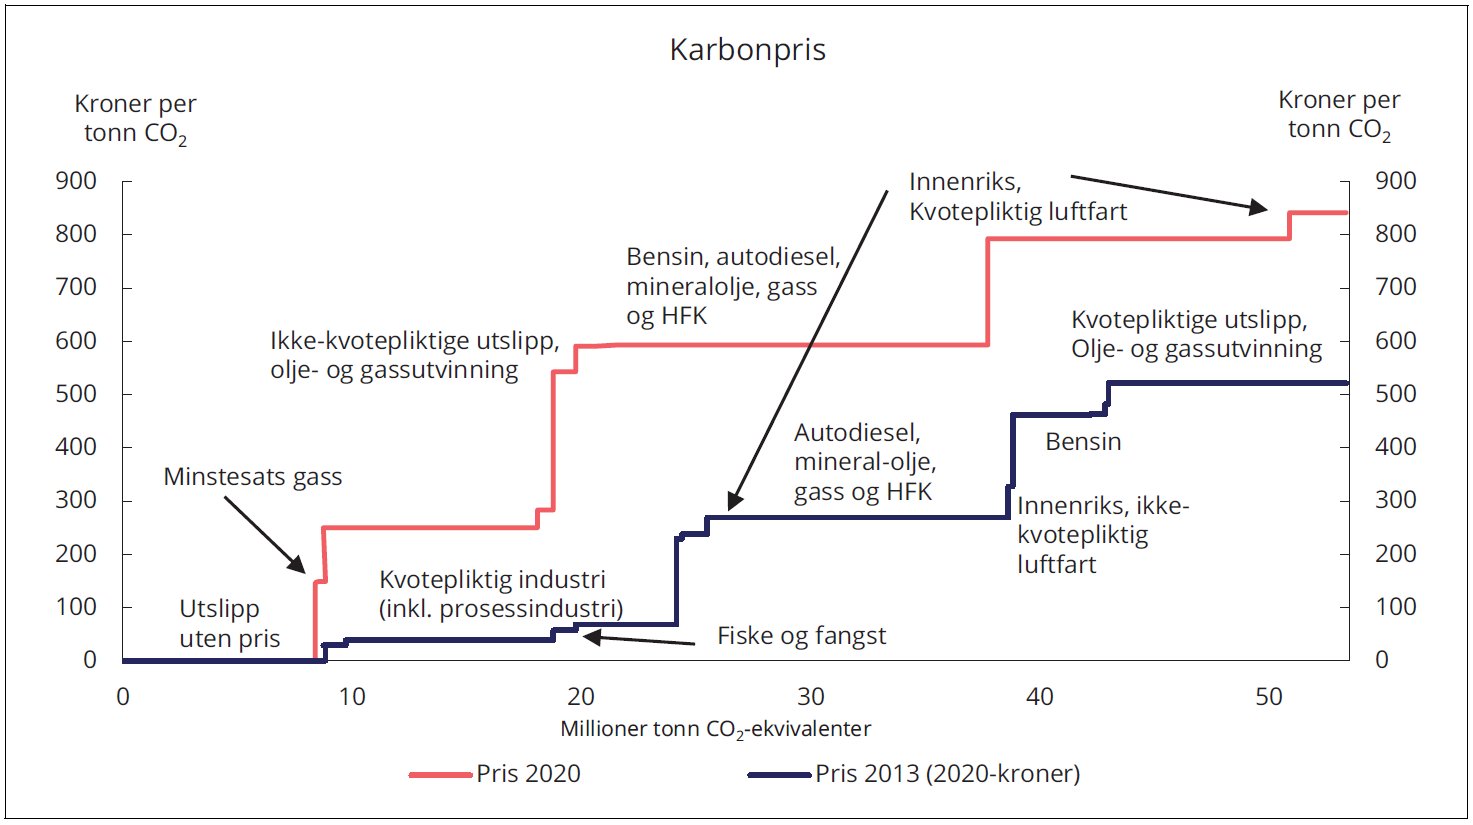 Karbonpris
Kroner per
tonn CO₂
Kroner per
tonn CO₂
900
800
700
600
500
400
300
200
100
0
900
800
700
600
500
400
300
200
100
0
Innenriks,
Kvotepliktig luftfart
Bensin, autodiesel,
mineralolje, gass
og HFK
Ikke-kvotepliktige utslipp,
olje- og gassutvinning
Kvotepliktige utslipp,
Olje- og gassutvinning
Minstesats gass
Autodiesel,
mineral-olje,
gass og HFK
Bensin
Innenriks, ikke-
kvotepliktig
luftfart
Kvotepliktig industri
(inkl. prosessindustri)
Utslipp
uten pris
Fiske og fangst
0 10 20 30 40 50
Millioner tonn CO₂-ekvivalenter
Pris 2020
Pris 2013 (2020-kroner)